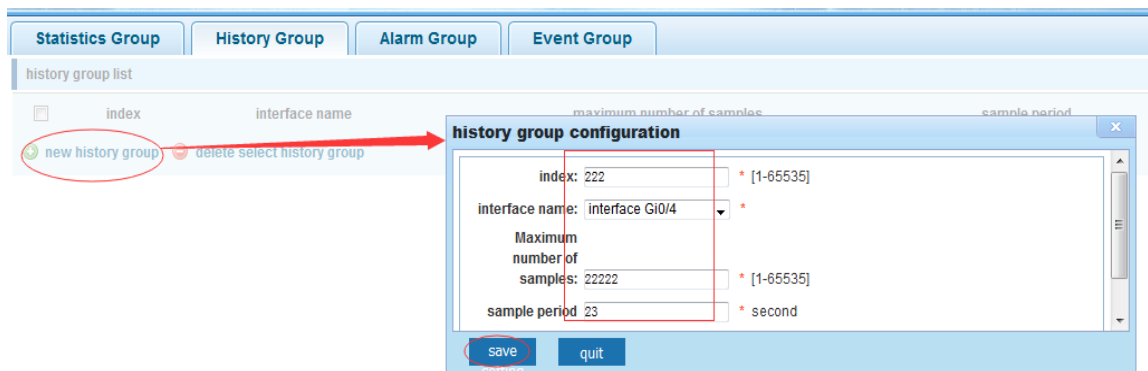 Statistics Group History Group Alarm Group Event Group
history group list
index interface name maximum number of samples sample period
new history group delete select history group
history group configuration
index: 222 * [1-65535]
interface name: interface Gi0/4 *
Maximum
number of
samples: 22222 * [1-65535]
sample period 23 * second
save quit